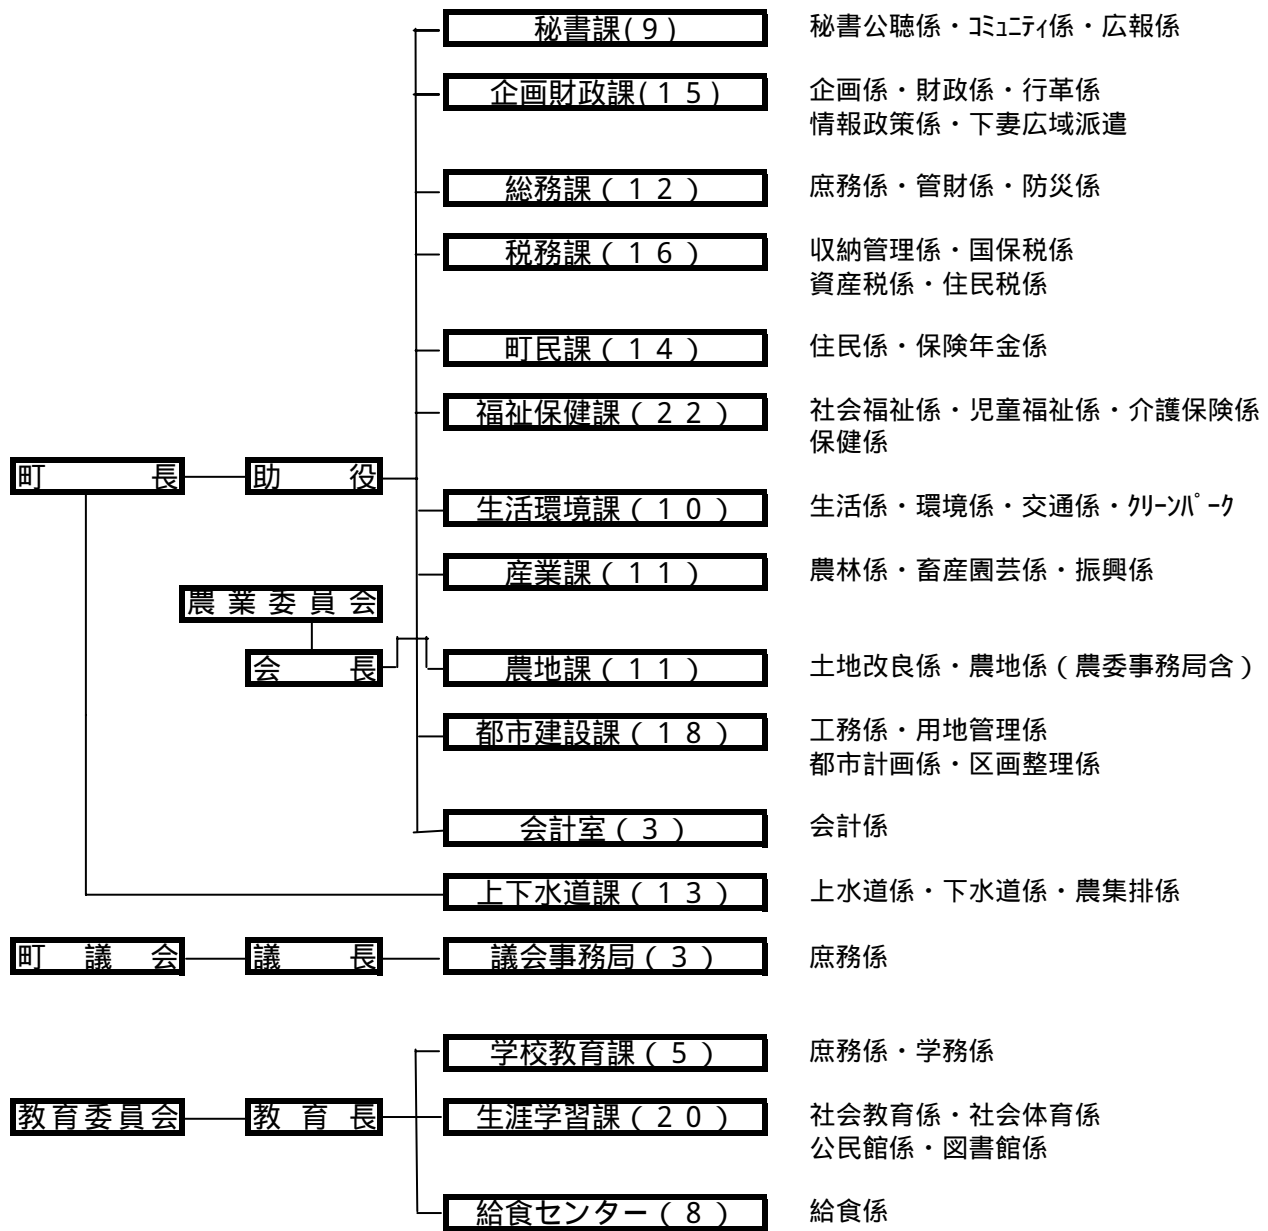 秘書課(9)　秘書公聴係・ｺﾐｭﾆﾃｨ係・広報係
企画財政課(１５)　企画係・財政係・行革係
情報政策係・下妻広域派遣
総務課（１２）　庶務係・管財係・防災係
税務課（１６）　収納管理係・国保税係
資産税係・住民税係
町民課（１４）　住民係・保険年金係
福祉保健課（２２）　社会福祉係・児童福祉係・介護保険係
保健係
町　長　助　役
生活環境課（１０）　生活係・環境係・交通係・ｸﾘｰﾝﾊﾟｰｸ
産業課（１１）　農林係・畜産園芸係・振興係
農業委員会
会　長　農地課（１１）　土地改良係・農地係（農委事務局含）
都市建設課（１８）　工務係・用地管理係
都市計画係・区画整理係
会計室（３）　会計係
上下水道課（１３）　上水道係・下水道係・農集排係
町　議　会　議　長　議会事務局（３）　庶務係
学校教育課（５）　庶務係・学務係
教育委員会　教　育　長　生涯学習課（２０）　社会教育係・社会体育係
公民館係・図書館係
給食センター（８）　給食係